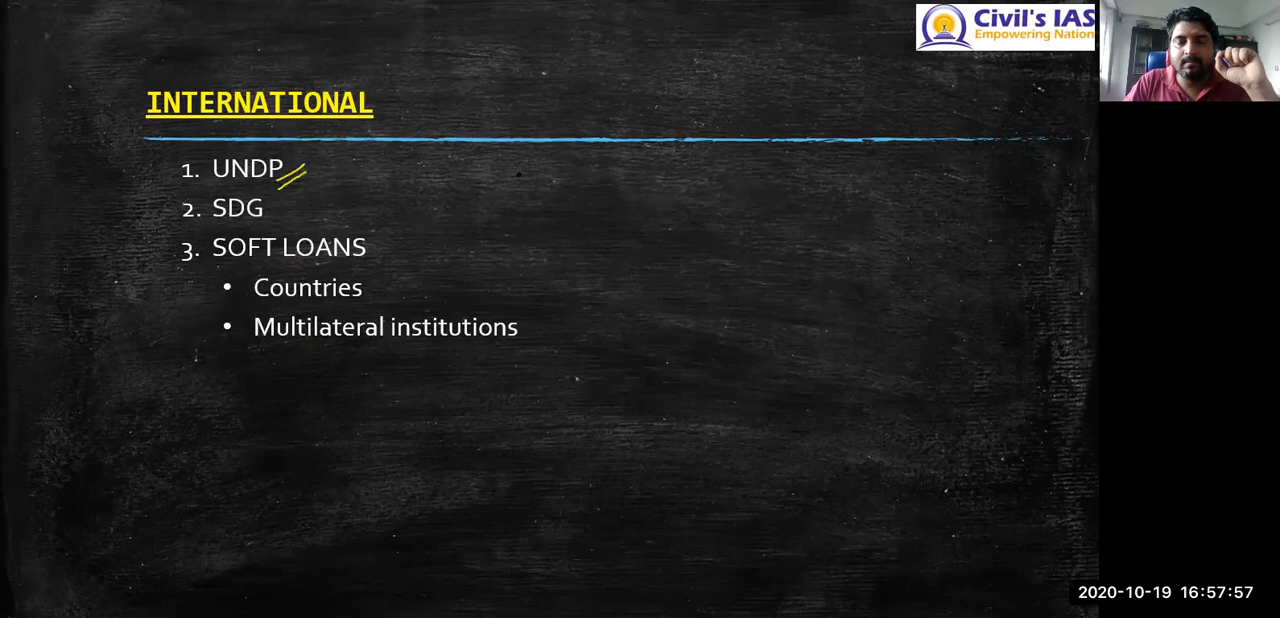 Civil's IAS
Empowering Nation
INTERNATIONAL
1. UNDP
2. SDG
3. SOFT LOANS
• Countries
• Multilateral institutions
2020-10-19 16:57:57